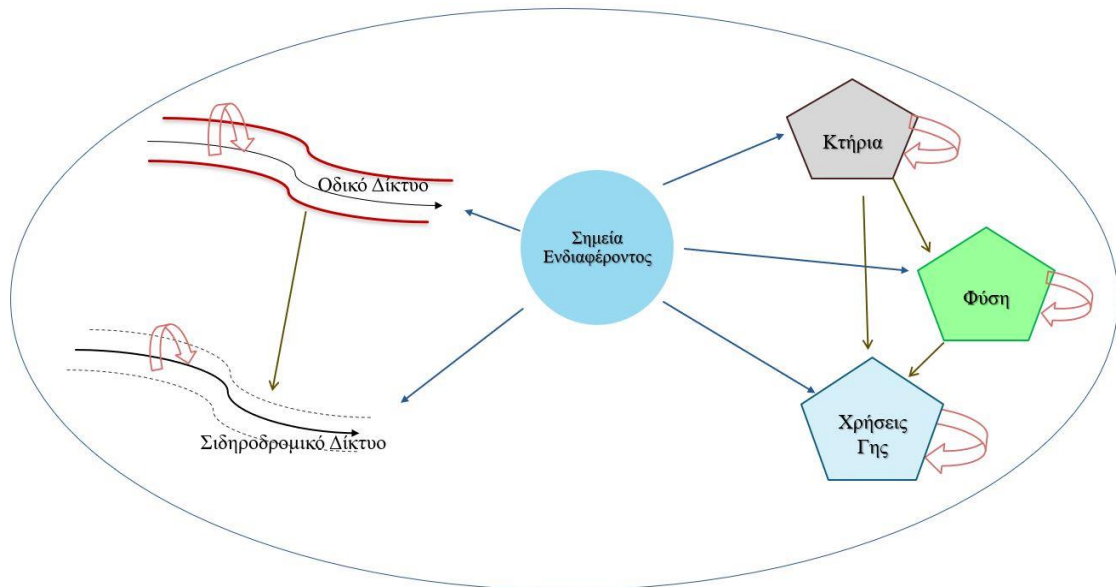 Κτήρια
Οδικό Δίκτυο
Σημεία
Ενδιαφέροντος
Φύση
Χρήσεις
Γης
Σιδηροδρομικό Δίκτυο